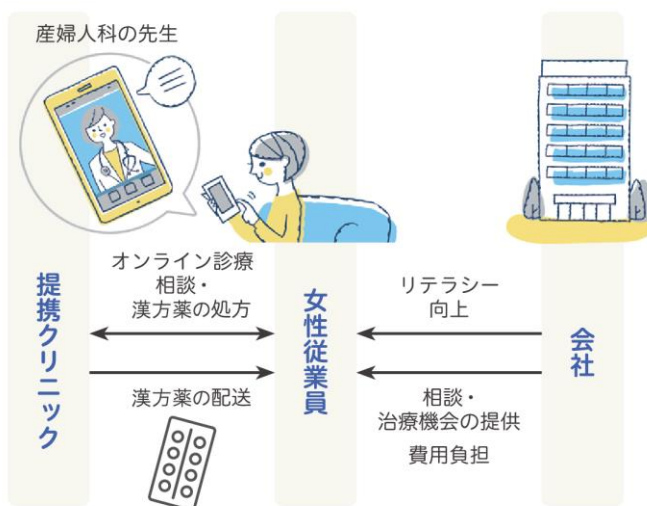 産婦人科の先生
オンライン診療
相談・
漢方薬の処方
漢方薬の配送
提携クリニック
女性従業員
リテラシー
向上
相談・
治療機会の提供
費用負担
会社